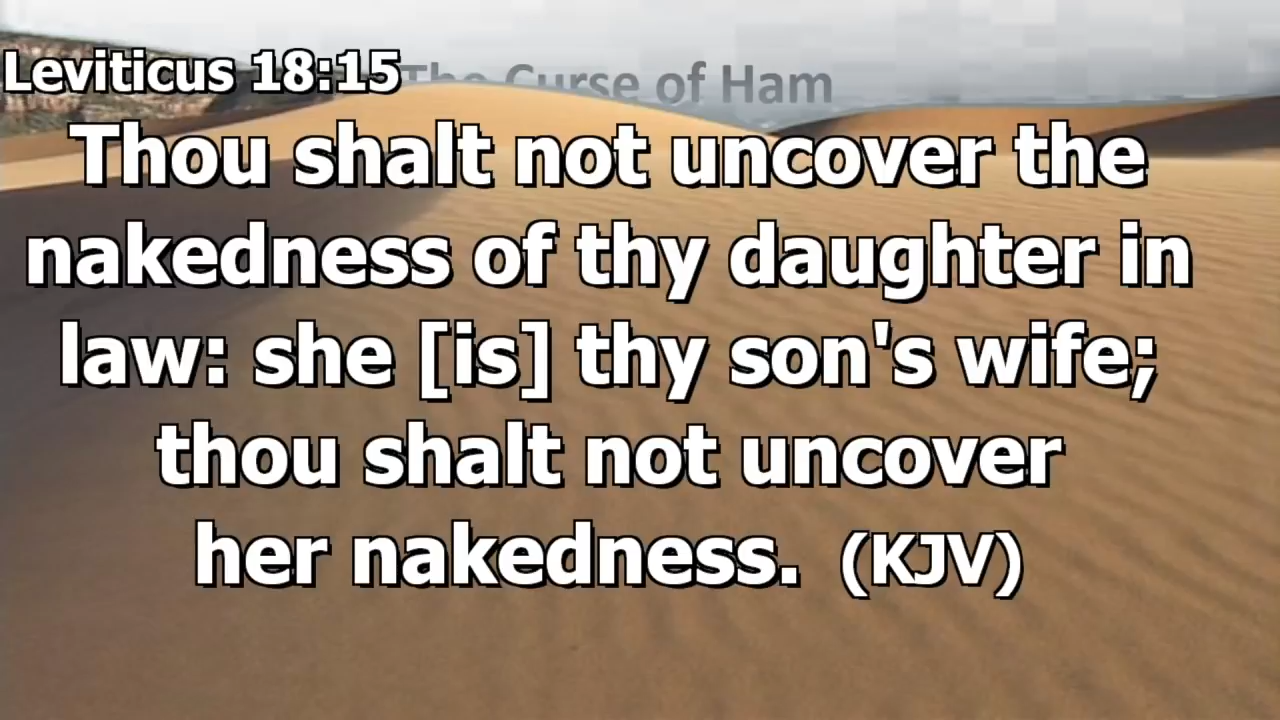 Leviticus 18:15
The Curse of Ham
Thou shalt not uncover the
nakedness of thy daughter in
law: she [is] thy son's wife;
thou shalt not uncover
her nakedness. (KJV)